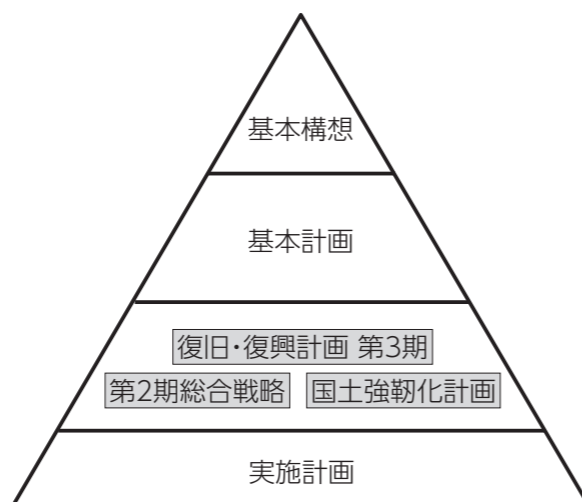 基本構想
基本計画
復旧・復興計画 第3期
第2期総合戦略 国土強靭化計画
実施計画